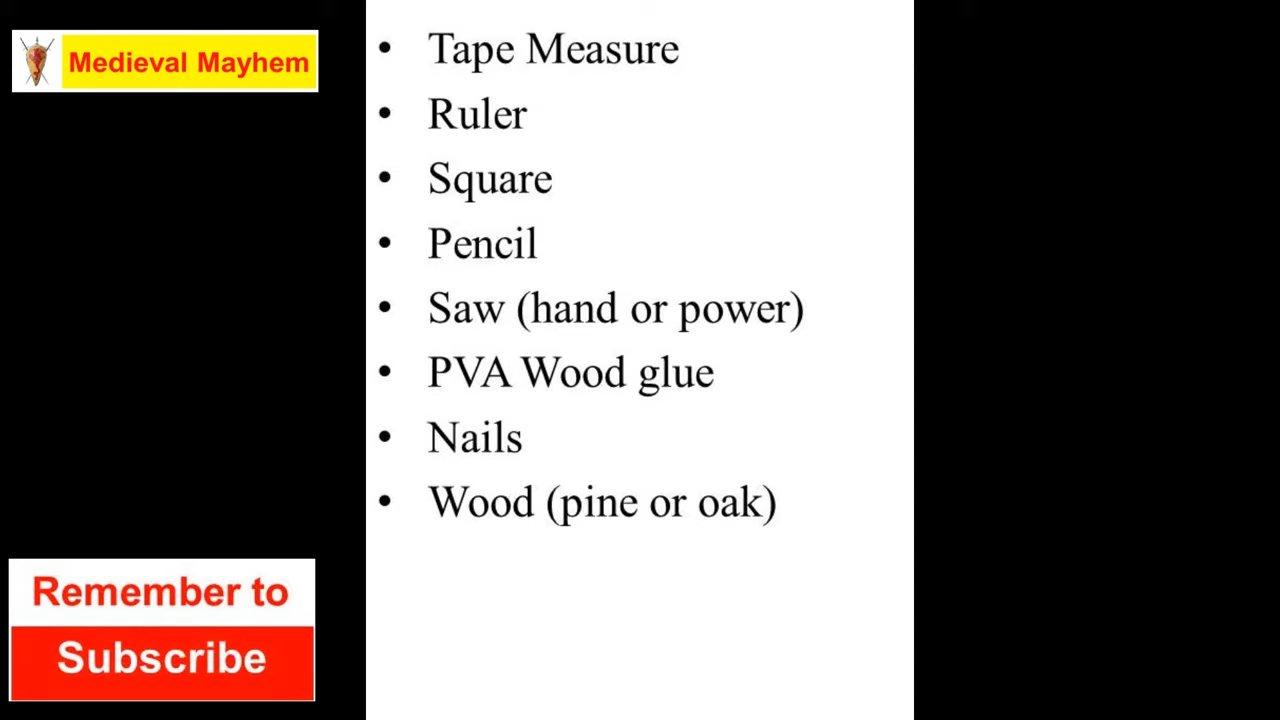 Medieval Mayhem
• Tape Measure
• Ruler
• Square
• Pencil
• Saw (hand or power)
• PVA Wood glue
• Nails
• Wood (pine or oak)
Remember to
Subscribe